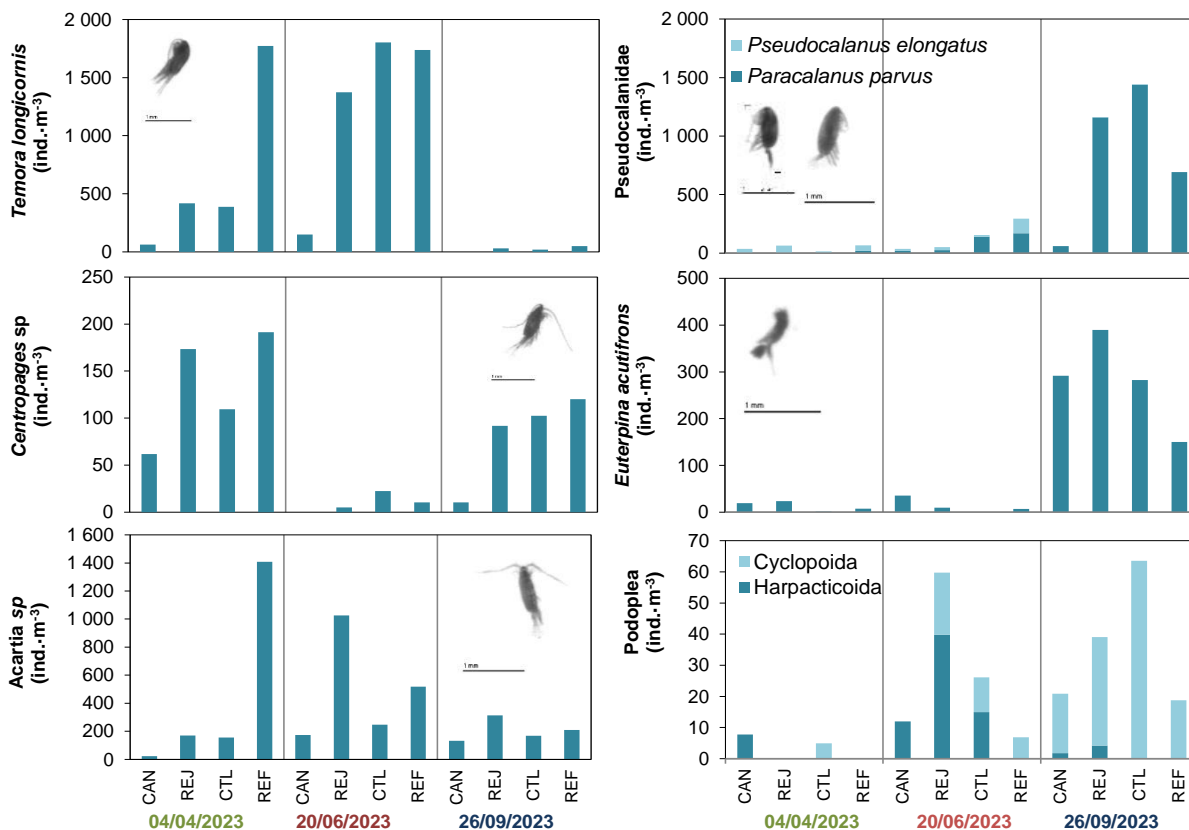 Temora longicornis
(ind.·m-3)
2 000
1 500
1 000
500
0
1 mm
Pseudocalanidae
(ind.·m-3)
2 000
1 500
1 000
500
0
Pseudocalanus elongatus
Paracalanus parvus
1 mm
Centropages sp
(ind.·m-3)
250
200
150
100
50
0
1 mm
Euterpina acutifrons
(ind.·m-3)
500
400
300
200
100
0
1 mm
Acartia sp
(ind.·m-3)
1 600
1 400
1 200
1 000
800
600
400
200
0
1 mm
CAN
REJ
CTL
REF
CAN
REJ
CTL
REF
CAN
REJ
CTL
REF
04/04/2023
20/06/2023
26/09/2023
Podoplea
(ind.·m-3)
70
60
50
40
30
20
10
0
Cyclopoida
Harpacticoida
CAN
REJ
CTL
REF
CAN
REJ
CTL
REF
CAN
REJ
CTL
REF
04/04/2023
20/06/2023
26/09/2023